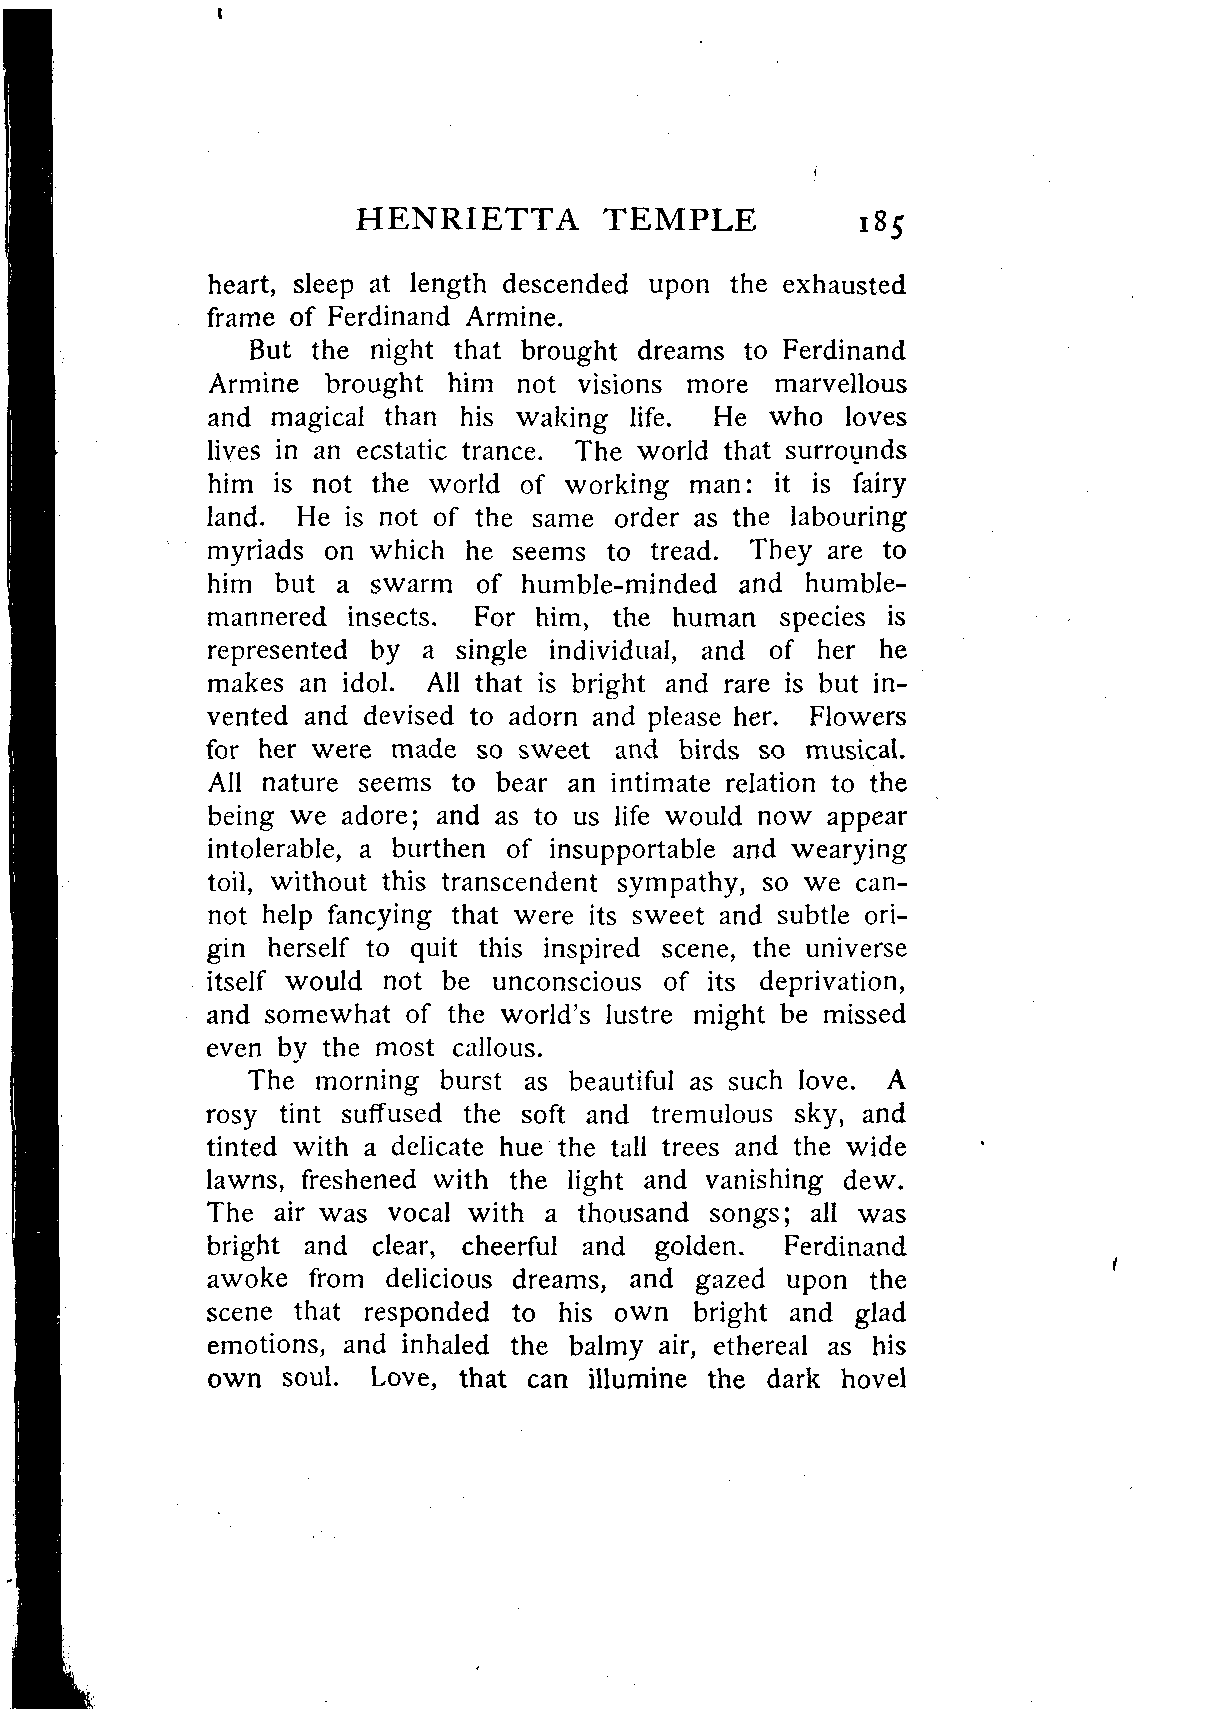 HENRIETTA TEMPLE 185
heart, sleep at length descended upon the exhausted
frame of Ferdinand Armine.
But the night that brought dreams to Ferdinand
Armine brought him not visions more marvellous
and magical than his waking life. He who loves
lives in an ecstatic trance. The world that surrounds
him is not the world of working man: it is fairy
land. He is not of the same order as the labouring
myriads on which he seems to tread. They are to
him but a swarm of humble-minded and humble-
mannered insects. For him, the human species is
represented by a single individual, and of her he
makes an idol. All that is bright and rare is but in-
vented and devised to adorn and please her. Flowers
for her were made so sweet and birds so musical.
All nature seems to bear an intimate relation to the
being we adore; and as to us life would now appear
intolerable, a burthen of insupportable and wearying
toil, without this transcendent sympathy, so we can-
not help fancying that were its sweet and subtle ori-
gin herself to quit this inspired scene, the universe
itself would not be unconscious of its deprivation,
and somewhat of the world's lustre might be missed
even by the most callous.
The morning burst as beautiful as such love. A
rosy tint suffused the soft and tremulous sky, and
tinted with a delicate hue the tall trees and the wide
lawns, freshened with the light and vanishing dew.
The air was vocal with a thousand songs; all was
bright and clear, cheerful and golden. Ferdinand
awoke from delicious dreams, and gazed upon the
scene that responded to his own bright and glad
emotions, and inhaled the balmy air, ethereal as his
own soul. Love, that can illumine the dark hovel